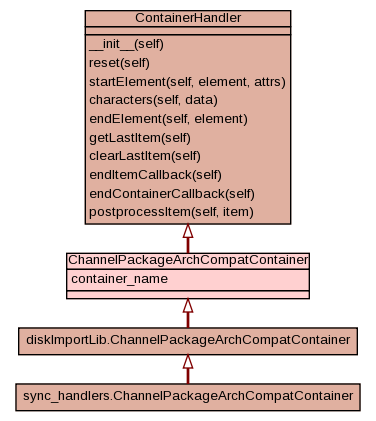 ContainerHandler
__init__(self)
reset(self)
startElement(self, element, attrs)
characters(self, data)
endElement(self, element)
getLastItem(self)
clearLastItem(self)
endItemCallback(self)
endContainerCallback(self)
postprocessItem(self, item)
ChannelPackageArchCompatContainer
container_name
diskImportLib.ChannelPackageArchCompatContainer
sync_handlers.ChannelPackageArchCompatContainer